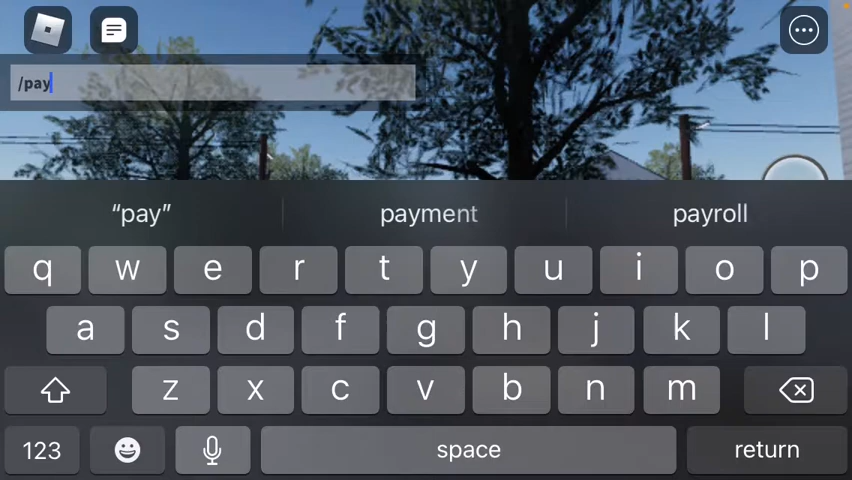 /pay
“pay” payment payroll
q w e r t y u i o p
a s d f g h j k l
z x c v b n m
123 space return